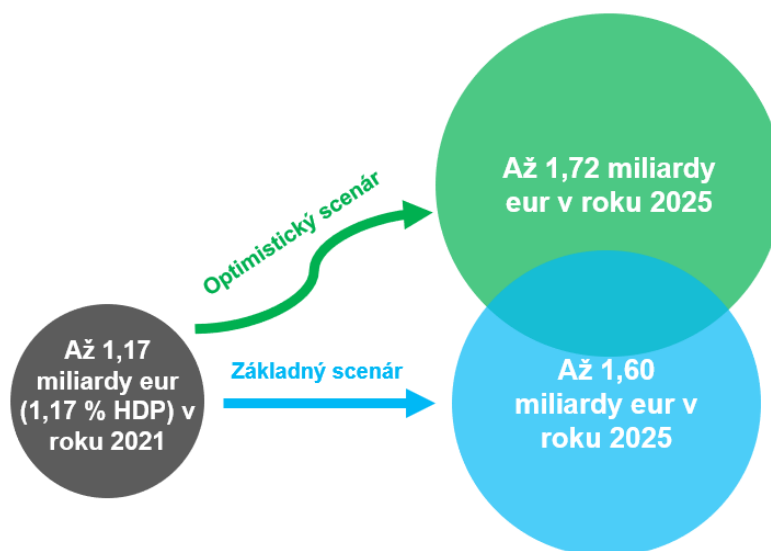 Až 1,72 miliardy
eur v roku 2025
Optimistický scenár
Až 1,17
miliardy eur
(1,17 % HDP) v
roku 2021
Základný scenár
Až 1,60
miliardy eur v
roku 2025